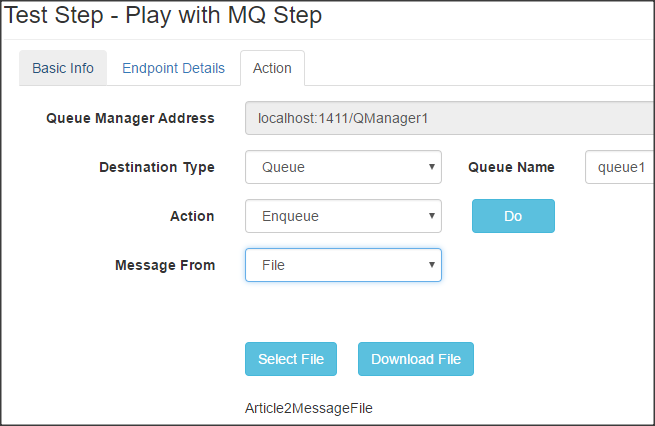 Test Step - Play with MQ Step
Basic Info Endpoint Details Action
Queue Manager Address localhost:1411/QManager1
Destination Type Queue Queue Name queue1
Action Enqueue Do
Message From File
Select File Download File
Article2MessageFile